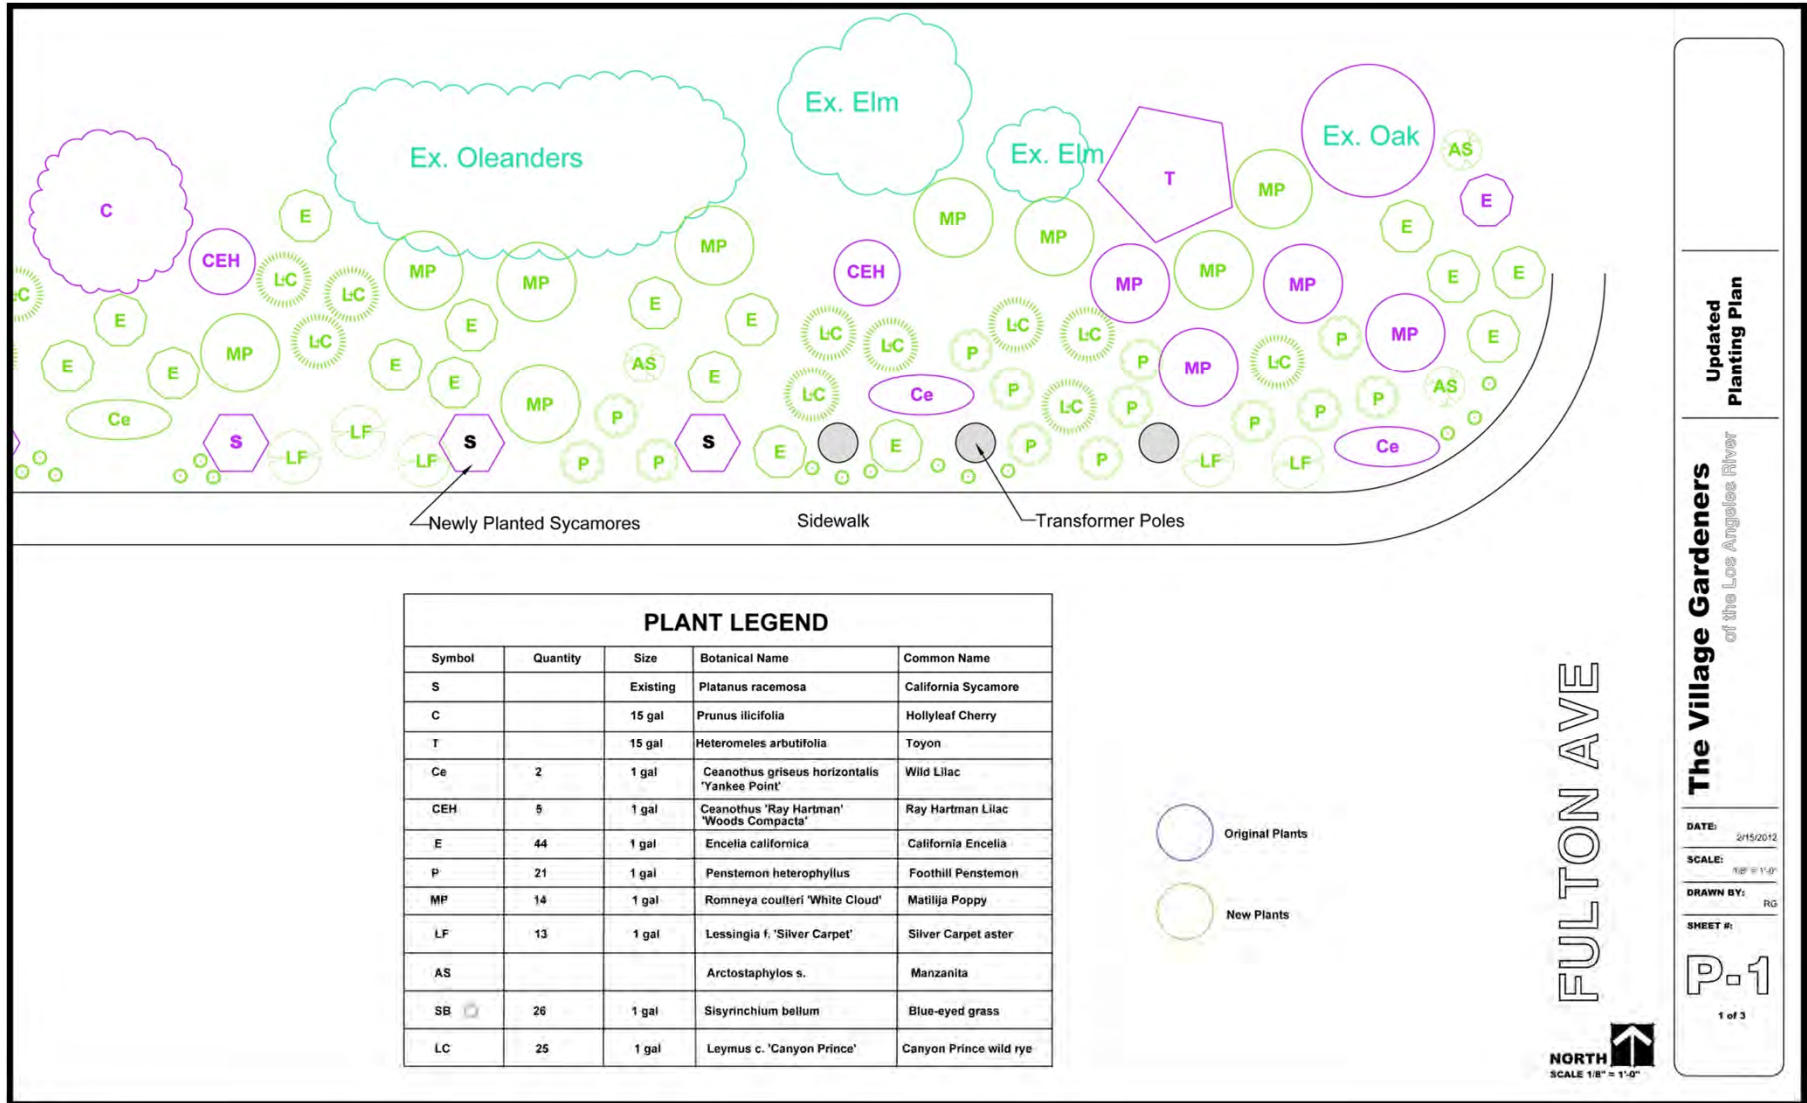 Ex. Elm
Ex. Oleanders
Ex. Elm
Ex. Oak
AS
C
T
MP
E
E
MP
MP
E
CEH
MP
CEH
LC
LC
MP
MP
MP
MP
MP
E
E
LC
E
E
E
E
LC
LC
LC
LC
P
P
MP
E
E
MP
LC
E
E
E
MP
AS
E
P
MP
LC
AS
Ce
MP
LC
Ce
P
LC
P
P
P
P
P
S
LF
LF
LF
S
P
P
S
E
E
P
P
LF
LF
Ce
Newly Planted Sycamores
Sidewalk
Transformer Poles
PLANT LEGEND
Symbol Quantity Size Botanical Name Common Name
S Existing Platanus racemosa California Sycamore
C 15 gal Prunus ilicifolia Hollyleaf Cherry
T 15 gal Heteromeles arbutifolia Toyon
Ce 2 1 gal Ceanothus griseus horizontalis Wild Lilac
'Yankee Point'
CEH 5 1 gal Ceanothus 'Ray Hartman' Ray Hartman Lilac
'Woods Compacta'
E 44 1 gal Encelia californica California Encelia
P 21 1 gal Penstemon heterophyllus Foothill Penstemon
MP 14 1 gal Romneya coulteri 'White Cloud' Matilija Poppy
LF 13 1 gal Lessingia f. 'Silver Carpet' Silver Carpet aster
AS Arctostaphylos s. Manzanita
SB 26 1 gal Sisyrinchium bellum Blue-eyed grass
LC 25 1 gal Leymus c. 'Canyon Prince' Canyon Prince wild rye
Original Plants
New Plants
FULTON AVE
NORTH
SCALE 1/8" = 1'-0"
Updated
Planting Plan
The Village Gardeners
of the Los Angeles River
DATE:
2/15/2012
SCALE:
1/8" = 1'-0"
DRAWN BY:
RG
SHEET #:
P-1
1 of 3